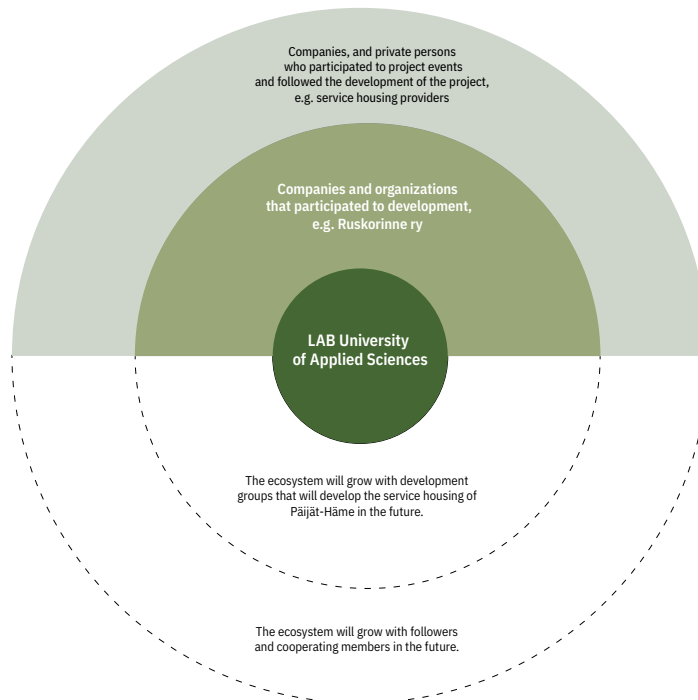 Companies, and private persons
who participated to project events
and followed the development of the project,
e.g. service housing providers
Companies and organizations
that participated to development,
e.g. Ruskorinne ry
LAB University
of Applied Sciences
The ecosystem will grow with development
groups that will develop the service housing of
Päijät-Häme in the future.
The ecosystem will grow with followers
and cooperating members in the future.